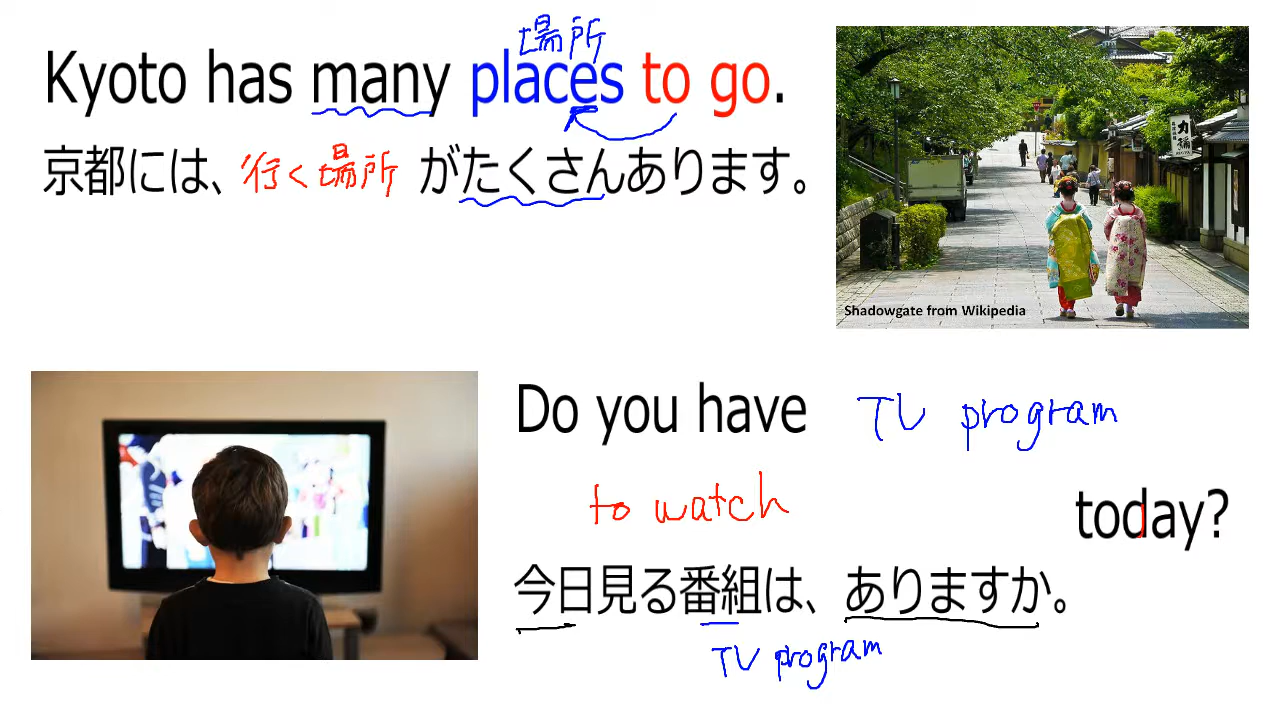 場所
Kyoto has many places to go.
京都には、行く場所がたくさんあります。
力
Shadowgate from Wikipedia
Do you have TV program
to watch today?
今日見る番組は、ありますか。
TV program